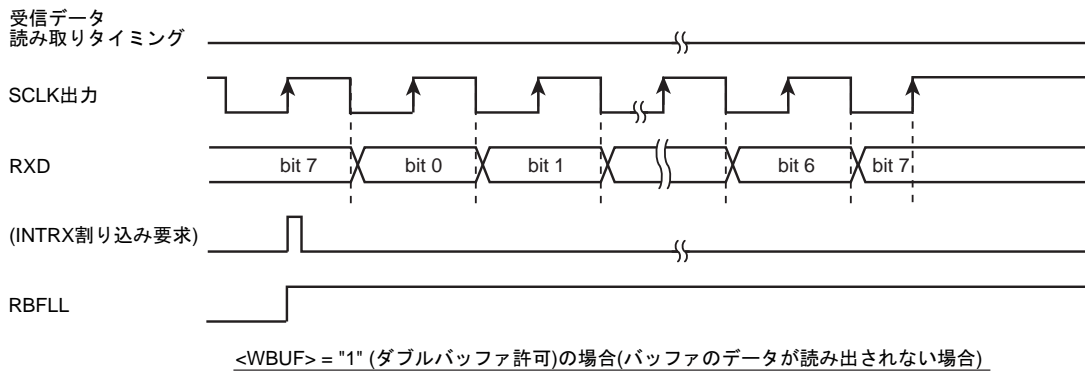 受信データ
読み取りタイミング
SCLK出力
RXD
bit 7
bit 0
bit 1
bit 6
bit 7
(INTRX割り込み要求)
RBFLL
<WBUF> = "1" (ダブルバッファ許可)の場合(バッファのデータが読み出されない場合)